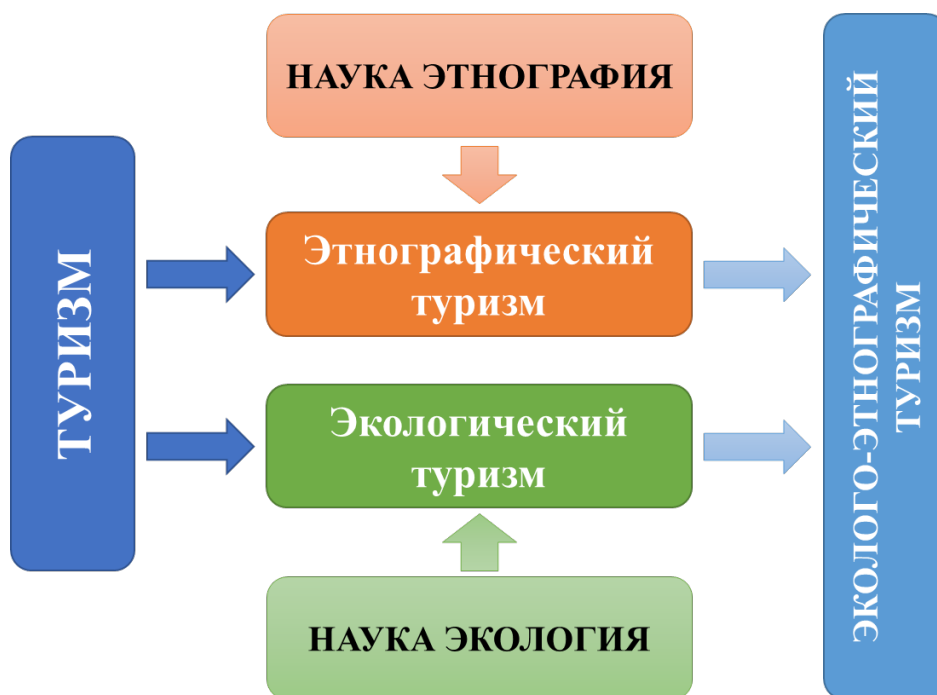 НАУКА ЭТНОГРАФИЯ
ТУРИЗМ
Этнографический
туризм
Экологический
туризм
НАУКА ЭКОЛОГИЯ
ЭКОЛОГО-ЭТНОГРАФИЧЕСКИЙ
ТУРИЗМ